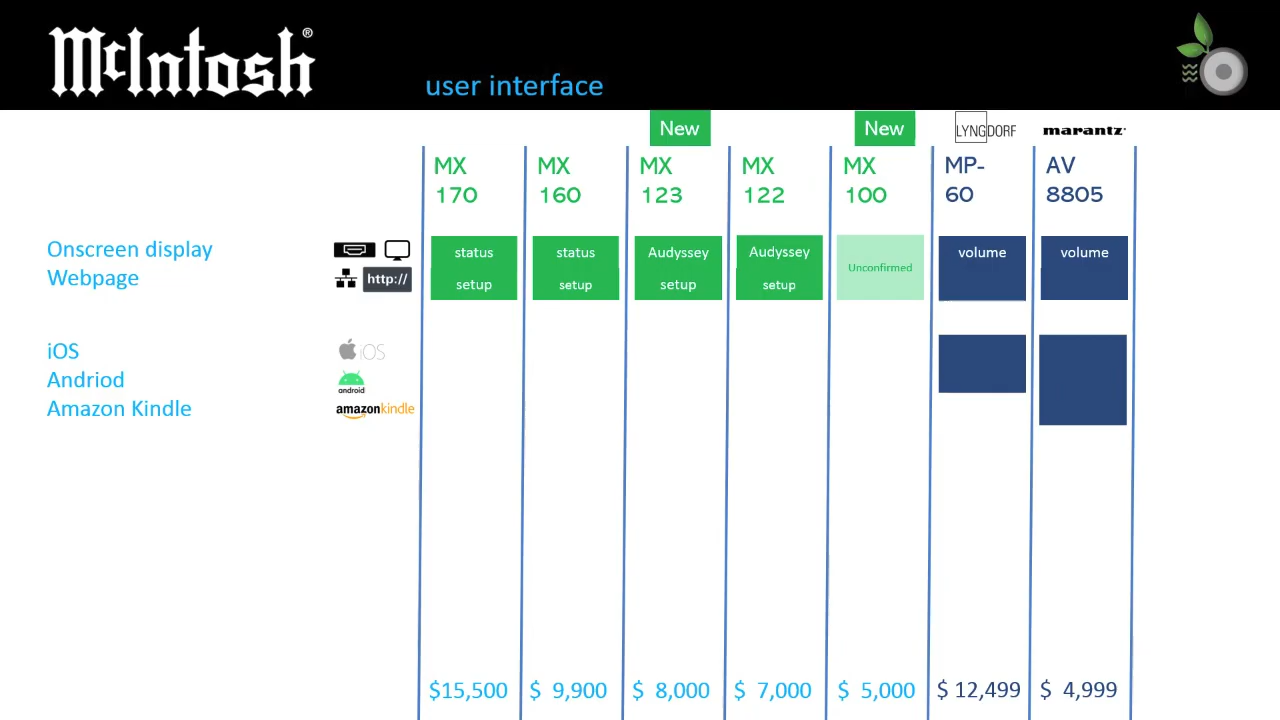 McIntosh®
user interface
New New LYNGDORF marantz®
MX 170 MX 160 MX 123 MX 122 MX 100 MP-60 AV 8805
Onscreen display status status Audyssey Audyssey Unconfirmed volume volume
Webpage http:// setup setup setup setup
iOS iOS
Andriod android
Amazon Kindle amazonkindle
$15,500 $ 9,900 $ 8,000 $ 7,000 $ 5,000 $ 12,499 $ 4,999